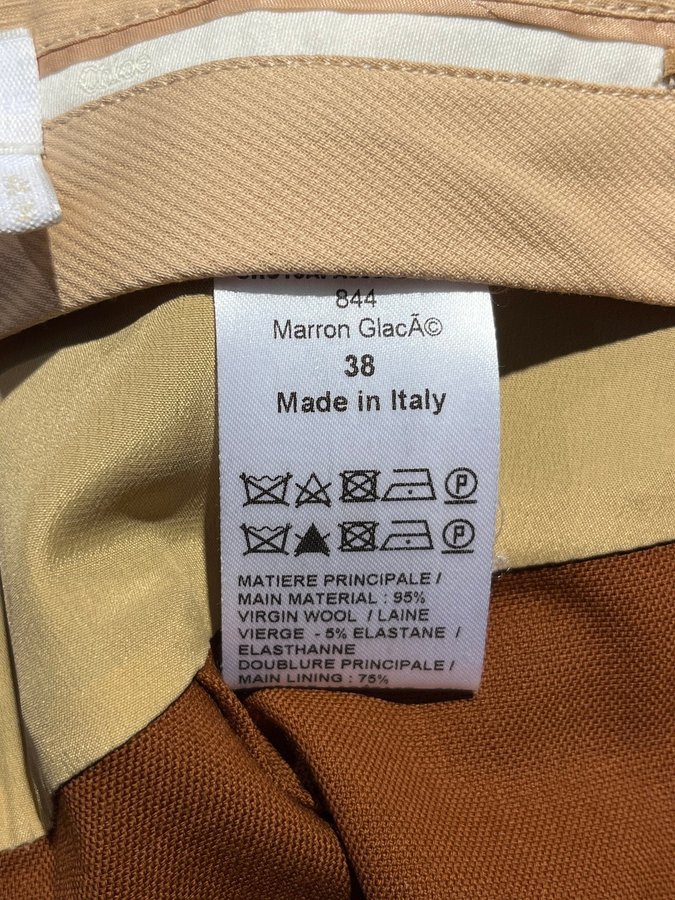 844
Marron GlacÃ©
38
Made in Italy
P
P
MATIERE PRINCIPALE /
MAIN MATERIAL : 95%
VIRGIN WOOL / LAINE
VIERGE - 5% ELASTANE /
ELASTHANNE
DOUBLURE PRINCIPALE /
MAIN LINING : 75%